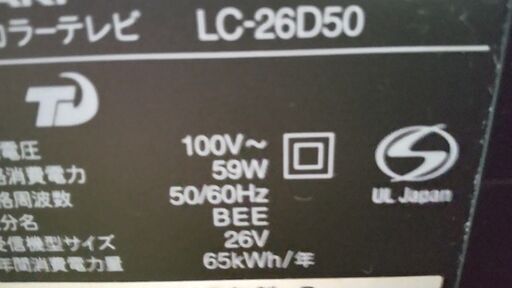 カラーテレビ LC-26D50
電圧 100V～
消費電力 59W
周波数 50/60Hz
分名 BEE
受信機型サイズ 26V
年間消費電力量 65kWh/年
UL Japan